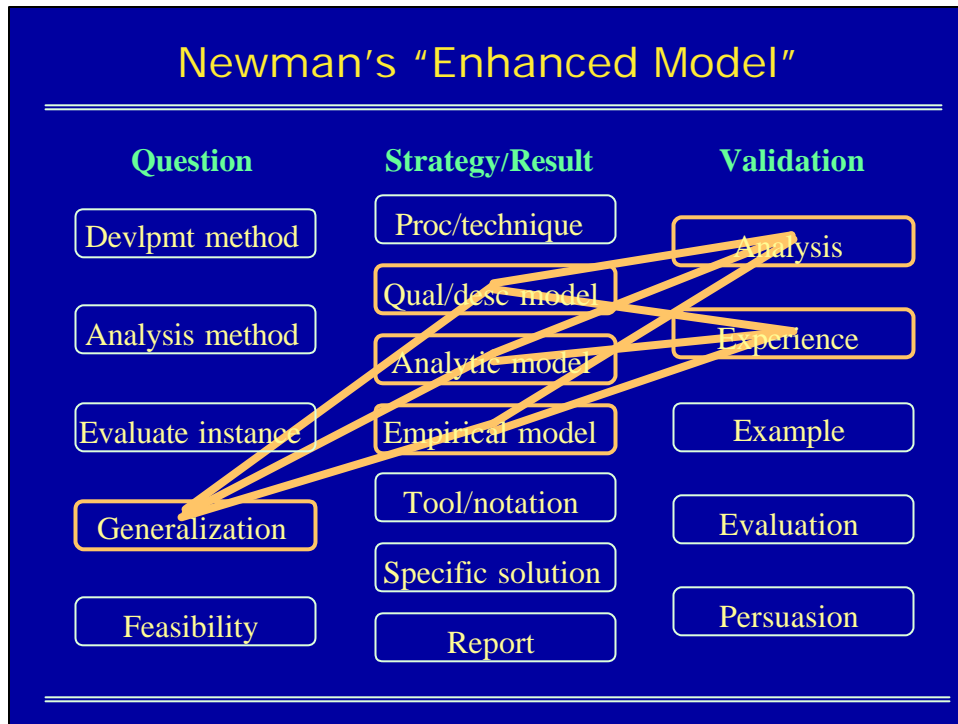 Newman's "Enhanced Model"
Question
Strategy/Result
Validation
Devlpmt method
Analysis method
Evaluate instance
Generalization
Feasibility
Proc/technique
Qual/desc model
Analytic model
Empirical model
Tool/notation
Specific solution
Report
Analysis
Experience
Example
Evaluation
Persuasion